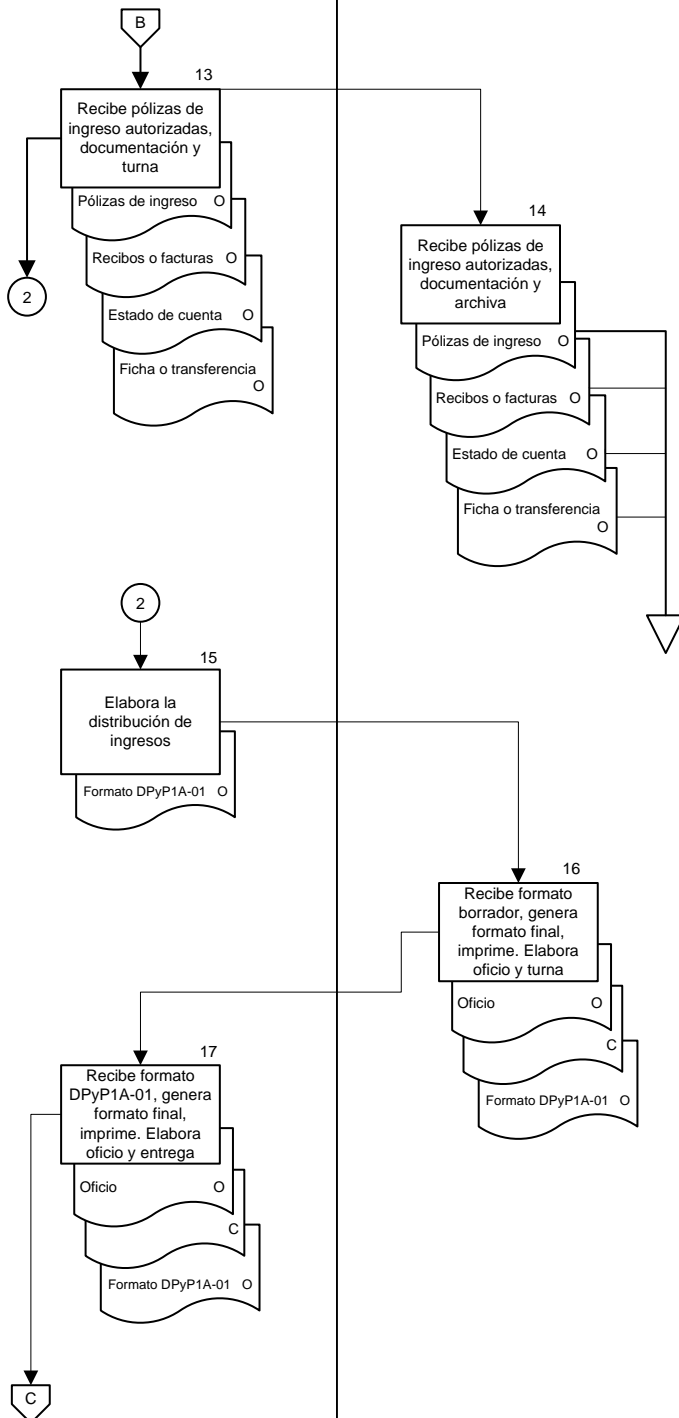 B
13
Recibe pólizas de
ingreso autorizadas,
documentación y
turna
Pólizas de ingreso O
Recibos o facturas O
Estado de cuenta O
Ficha o transferencia
O
2
14
Recibe pólizas de
ingreso autorizadas,
documentación y
archiva
Pólizas de ingreso O
Recibos o facturas O
Estado de cuenta O
Ficha o transferencia
O
2
15
Elabora la
distribución de
ingresos
Formato DPyP1A-01 O
16
Recibe formato
borrador, genera
formato final,
imprime. Elabora
oficio y turna
Oficio O
C
Formato DPyP1A-01 O
17
Recibe formato
DPyP1A-01, genera
formato final,
imprime. Elabora
oficio y entrega
Oficio O
C
Formato DPyP1A-01 O
C